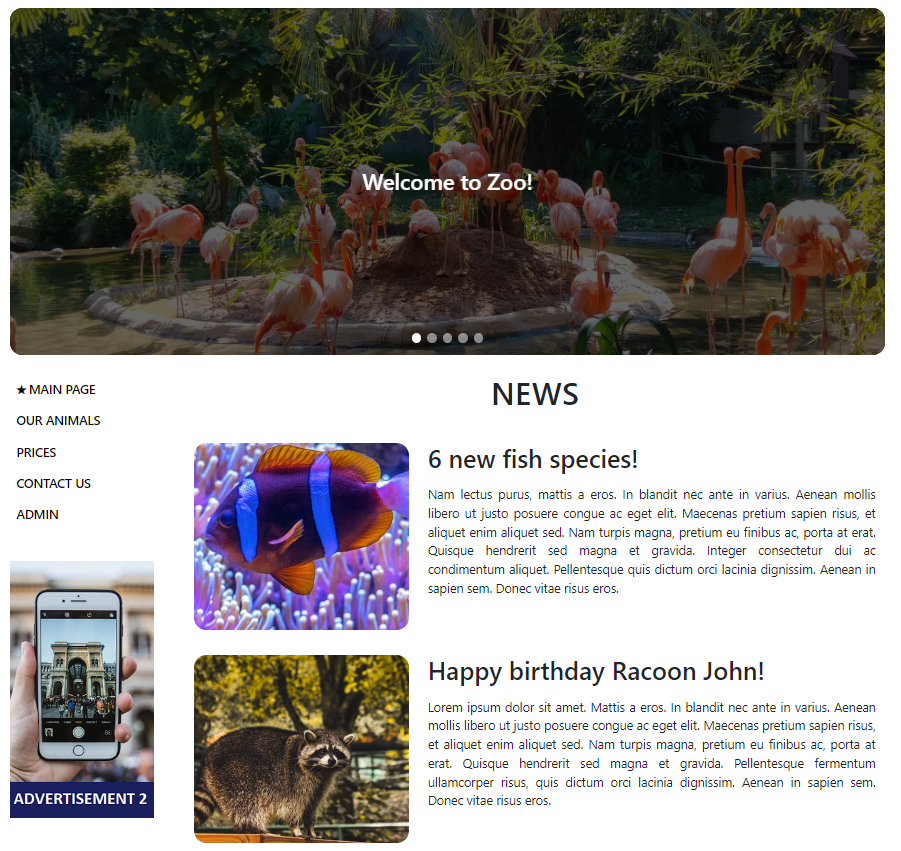 Welcome to Zoo!
★ MAIN PAGE
OUR ANIMALS
PRICES
CONTACT US
ADMIN
ADVERTISEMENT 2
NEWS
6 new fish species!
Nam lectus purus, mattis a eros. In blandit nec ante in varius. Aenean mollis
libero ut justo posuere congue ac eget elit. Maecenas pretium sapien risus, et
aliquet enim aliquet sed. Nam turpis magna, pretium eu finibus ac, porta at erat.
Quisque hendrerit sed magna et gravida. Integer consectetur dui ac
condimentum aliquet. Pellentesque quis dictum orci lacinia dignissim. Aenean in
sapien sem. Donec vitae risus eros.
Happy birthday Racoon John!
Lorem ipsum dolor sit amet. Mattis a eros. In blandit nec ante in varius. Aenean
mollis libero ut justo posuere congue ac eget elit. Maecenas pretium sapien risus,
et aliquet enim aliquet sed. Nam turpis magna, pretium eu finibus ac, porta at
erat. Quisque hendrerit sed magna et gravida. Pellentesque fermentum
ullamcorper risus, quis dictum orci lacinia dignissim. Aenean in sapien sem.
Donec vitae risus eros.